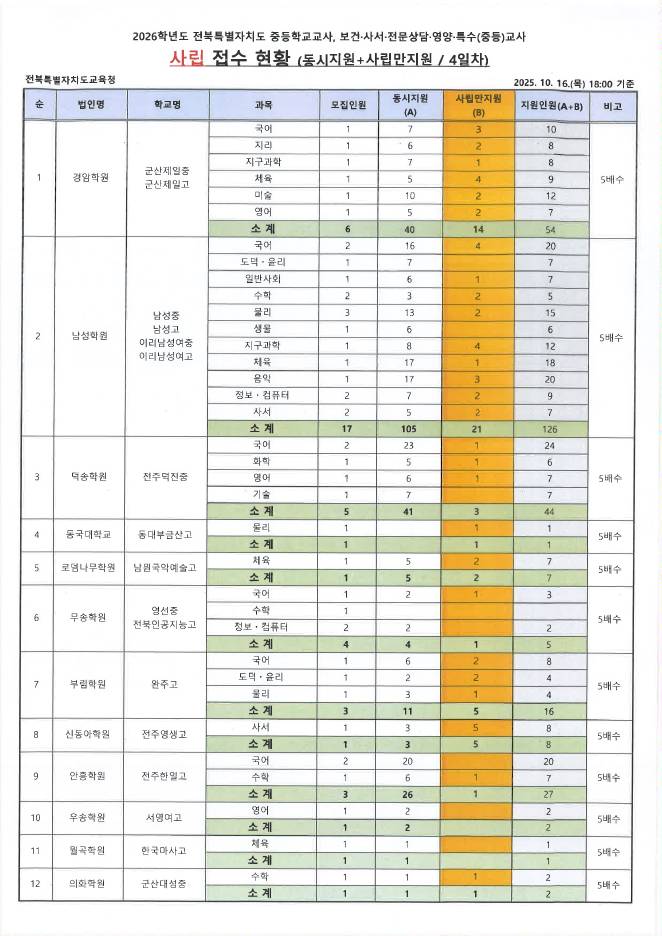 2026학년도 전북특별자치도 중등학교교사, 보건·사서·전문상담·영양·특수(중등)교사
사립 접수 현황 (동시지원+사립만지원 / 4일차)
전북특별자치도교육청 2025. 10. 16.(목) 18:00 기준
순 법인명 학교명 과목 모집인원 동시지원 (A) 사립만지원 (B) 지원인원(A+B) 비고
1 경암학원 군산제일중 군산제일고 5배수
국어 1 7 3 10
지리 1 6 2 8
지구과학 1 7 1 8
체육 1 5 4 9
미술 1 10 2 12
영어 1 5 2 7
소 계 6 40 14 54
2 남성학원 남성중 남성고 이리남성여중 이리남성여고 5배수
국어 2 16 4 20
도덕·윤리 1 7 7
일반사회 1 6 1 7
수학 2 3 2 5
물리 3 13 2 15
생물 1 6 6
지구과학 1 8 4 12
체육 1 17 1 18
음악 1 17 3 20
정보·컴퓨터 2 7 2 9
사서 2 5 2 7
소 계 17 105 21 126
3 덕송학원 전주덕진중 5배수
국어 2 23 1 24
화학 1 5 1 6
영어 1 6 1 7
기술 1 7 7
소 계 5 41 3 44
4 동국대학교 동대부금산고 5배수
물리 1 1 1
소 계 1 1 1
5 로뎀나무학원 남원국악예술고 5배수
체육 1 5 2 7
소 계 1 5 2 7
6 무송학원 영선중 전북인공지능고 5배수
국어 1 2 1 3
수학 1
정보·컴퓨터 2 2 2
소 계 4 4 1 5
7 부림학원 완주고 5배수
국어 1 6 2 8
도덕·윤리 1 2 2 4
물리 1 3 1 4
소 계 3 11 5 16
8 신동아학원 전주영생고 5배수
사서 1 3 5 8
소 계 1 3 5 8
9 안흥학원 전주한일고 5배수
국어 2 20 20
수학 1 6 1 7
소 계 3 26 1 27
10 우송학원 서영여고 5배수
영어 1 2 2
소 계 1 2 2
11 월곡학원 한국마사고 5배수
체육 1 1 1
소 계 1 1 1
12 의화학원 군산대성중 5배수
수학 1 1 1 2
소 계 1 1 1 2